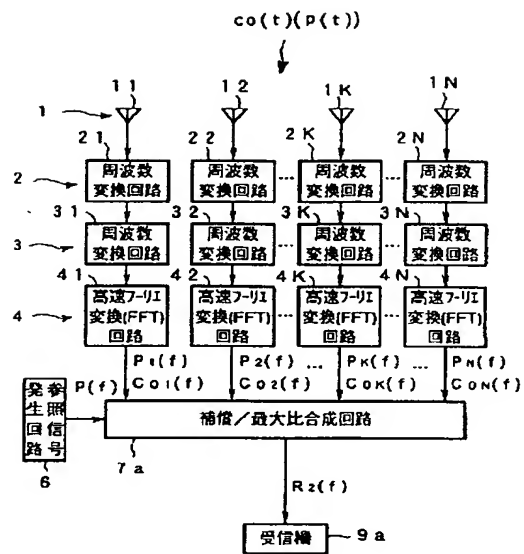 co(t)(P(t))
11 12 1K 1N
1
21 22 2K 2N
周波数 周波数 周波数 周波数
2
変換回路 変換回路 … 変換回路 … 変換回路
31 32 3K 3N
周波数 周波数 周波数 周波数
3
変換回路 変換回路 … 変換回路 … 変換回路
41 42 4K 4N
高速フーリエ 高速フーリエ 高速フーリエ 高速フーリエ
4
変換(FFT) 変換(FFT) … 変換(FFT) … 変換(FFT)
回路 回路 回路 回路
P1(f) P2(f) … PK(f) … PN(f)
P(f) CO1(f) CO2(f) COK(f) CON(f)
参照信号
発生回路
6
補償/最大比合成回路
7a
R2(f)
受信機
9a